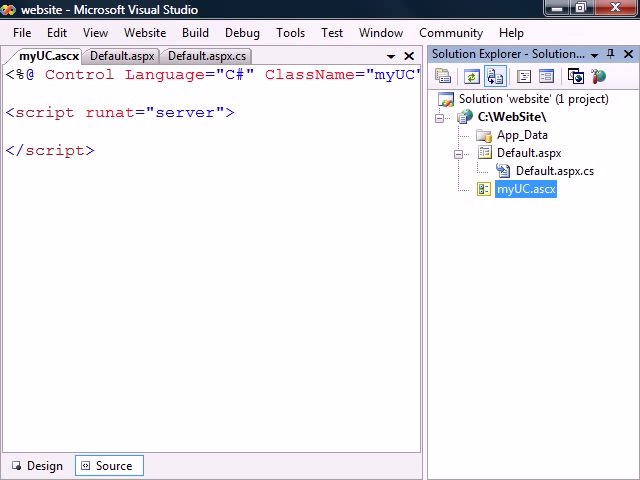 website - Microsoft Visual Studio
File Edit View Website Build Debug Tools Test Window Community Help
myUC.ascx Default.aspx Default.aspx.cs
<%@ Control Language="C#" ClassName="myUC"
<script runat="server">
</script>
Design Source
Solution Explorer - Solution...
Solution 'website' (1 project)
C:\WebSite\
App_Data
Default.aspx
Default.aspx.cs
myUC.ascx